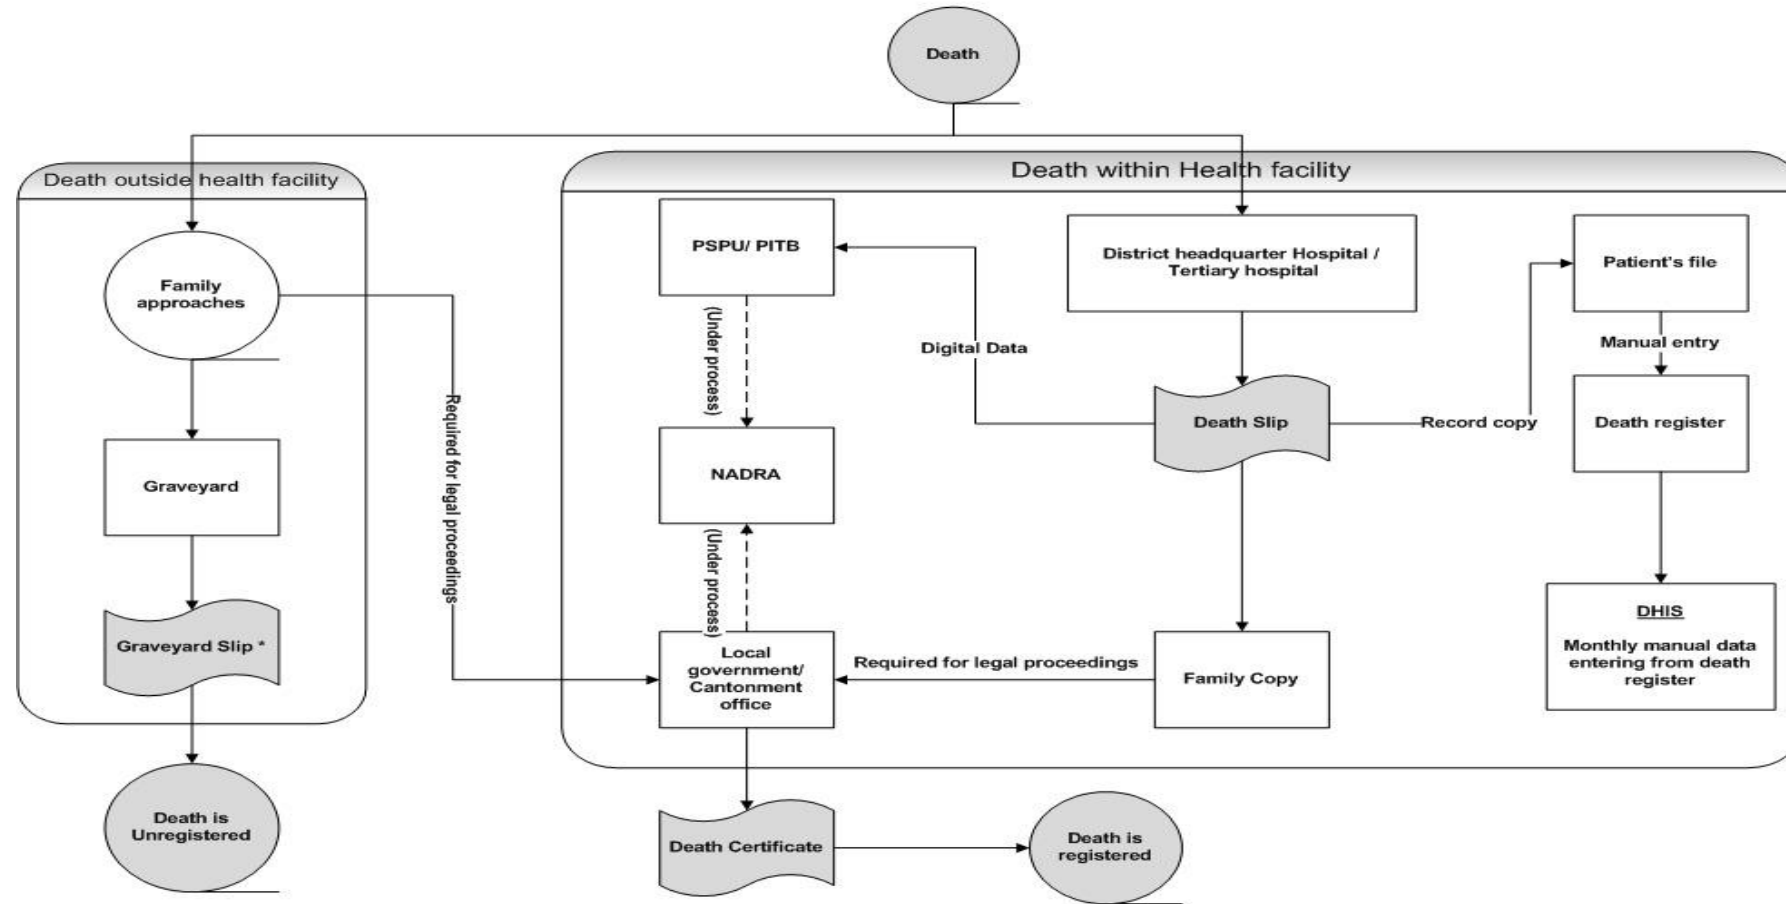 Death
Death outside health facility
Family
approaches
Graveyard
Graveyard Slip *
Death is
Unregistered
Required for legal proceedings
Death within Health facility
PSPU/ PITB
(Under process)
NADRA
(Under process)
Local
government/
Cantonment
office
Death Certificate
Death is
registered
Digital Data
District headquarter Hospital /
Tertiary hospital
Death Slip
Required for legal proceedings
Family Copy
Record copy
Patient's file
Manual entry
Death register
DHIS
Monthly manual data
entering from death
register